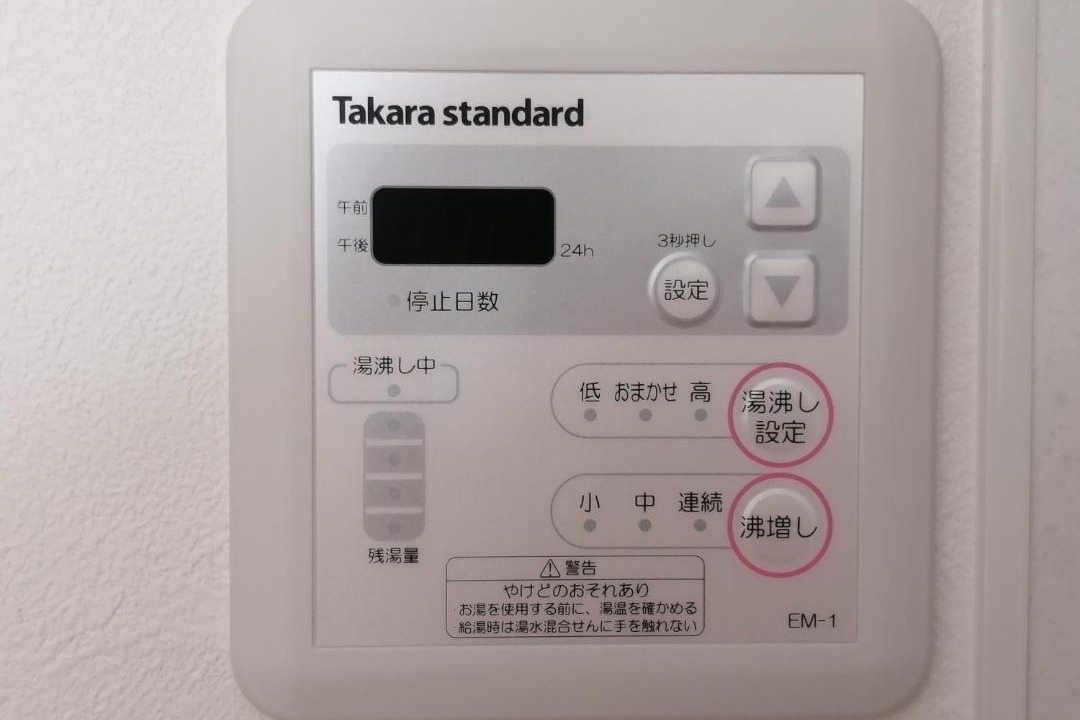 Takara standard
午前
午後
24h
停止日数
3秒押し
設定
湯沸し中
残湯量
低 おまかせ 高
湯沸し
設定
小 中 連続
沸増し
警告
やけどのおそれあり
・お湯を使用する前に、湯温を確かめる
・給湯時は湯水混合せんに手を触れない
EM-1